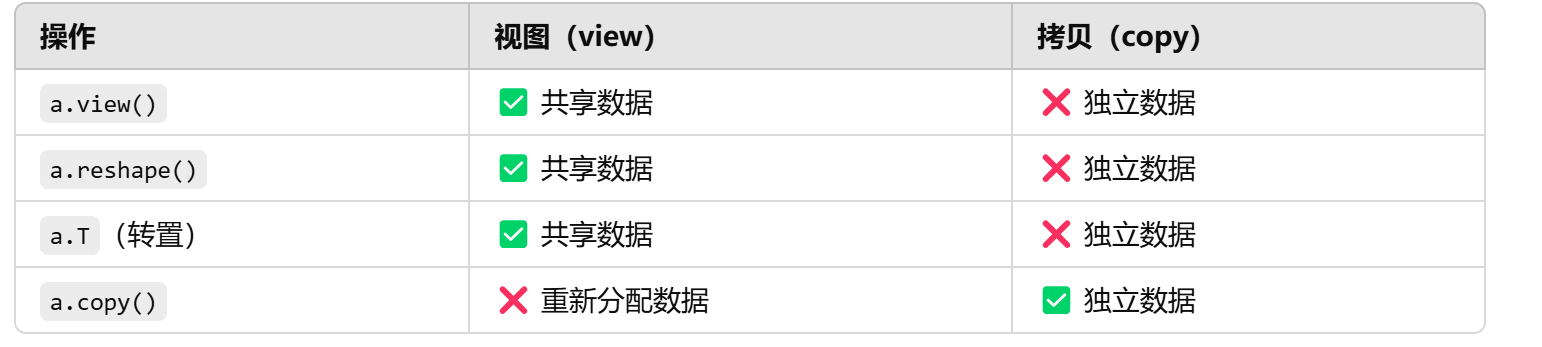 操作 视图（view） 拷贝（copy）
a.view() ✅ 共享数据 ❌ 独立数据
a.reshape() ✅ 共享数据 ❌ 独立数据
a.T（转置） ✅ 共享数据 ❌ 独立数据
a.copy() ❌ 重新分配数据 ✅ 独立数据